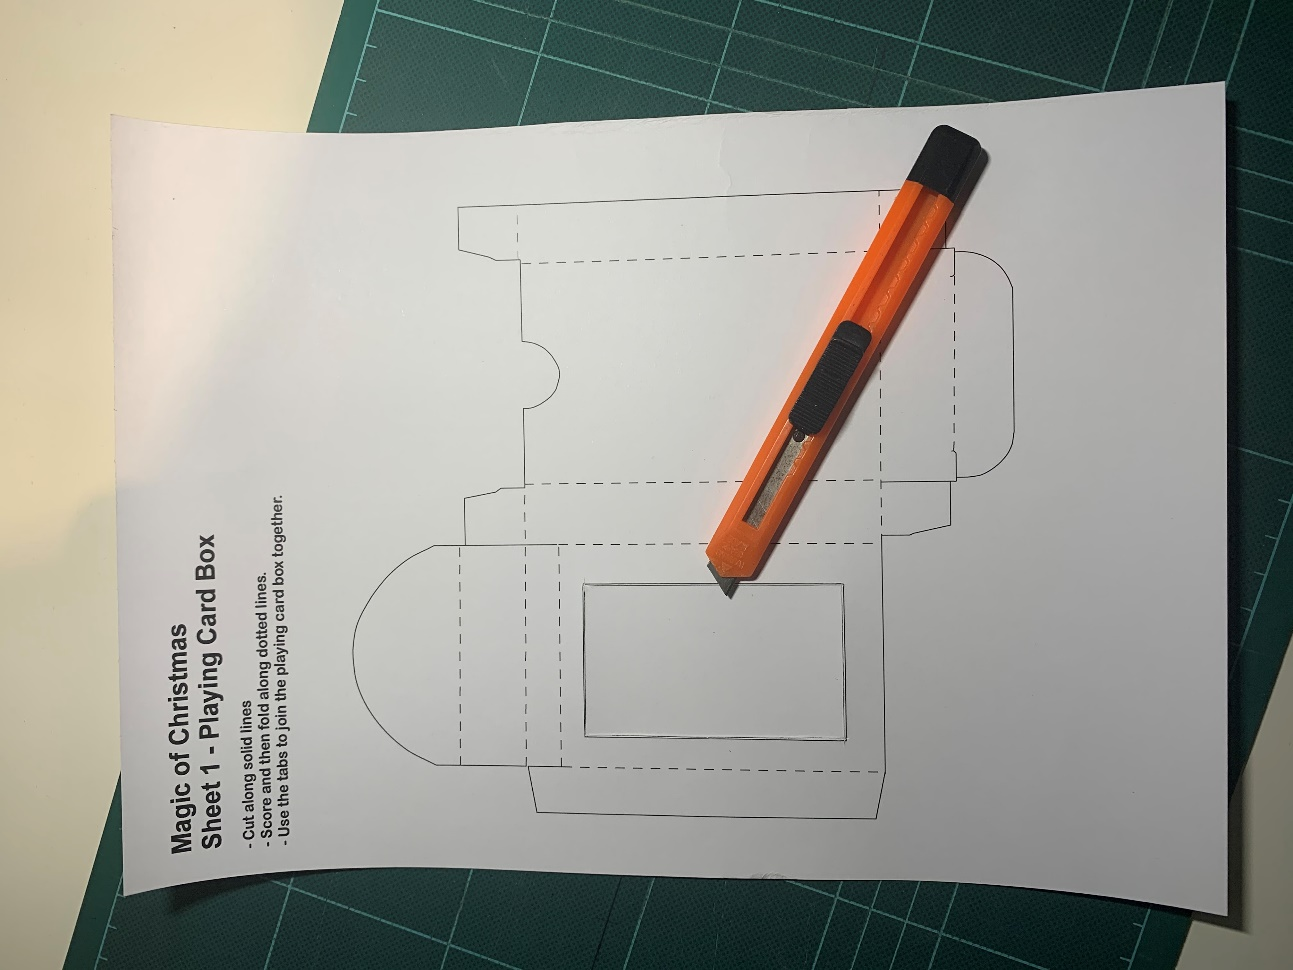 Magic of Christmas
Sheet 1 - Playing Card Box
- Cut along solid lines
- Score and then fold along dotted lines.
- Use the tabs to join the playing card box together.